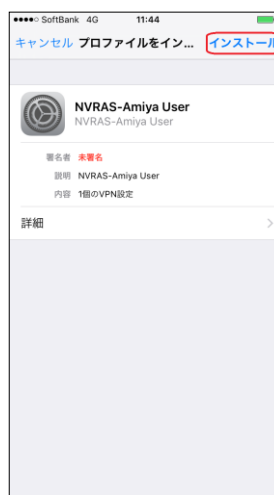 SoftBank 4G 11:44
キャンセル プロファイルをイン... インストール
NVRAS-Amiya User
NVRAS-Amiya User
署名者 未署名
説明 NVRAS-Amiya User
内容 1個のVPN設定
詳細